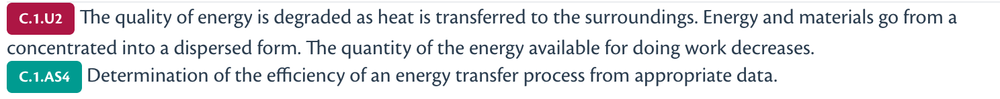 C.1.U2 The quality of energy is degraded as heat is transferred to the surroundings. Energy and materials go from a
concentrated into a dispersed form. The quantity of the energy available for doing work decreases.
C.1.AS4 Determination of the efficiency of an energy transfer process from appropriate data.